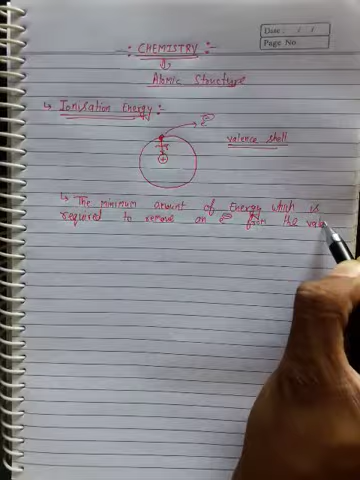 Date: / /
Page No
: CHEMISTRY :-
Atomic Structure
↳ Ionisation Energy :-
e⊖
valence shell
r
+
↳ The minimum amount of Energy which is
required to remove an e⊖ from the vale